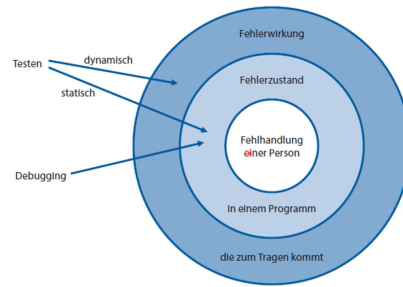 Fehlerwirkung
Testen
dynamisch
Fehlerzustand
statisch
Fehlhandlung
einer Person
Debugging
in einem Programm
die zum Tragen kommt